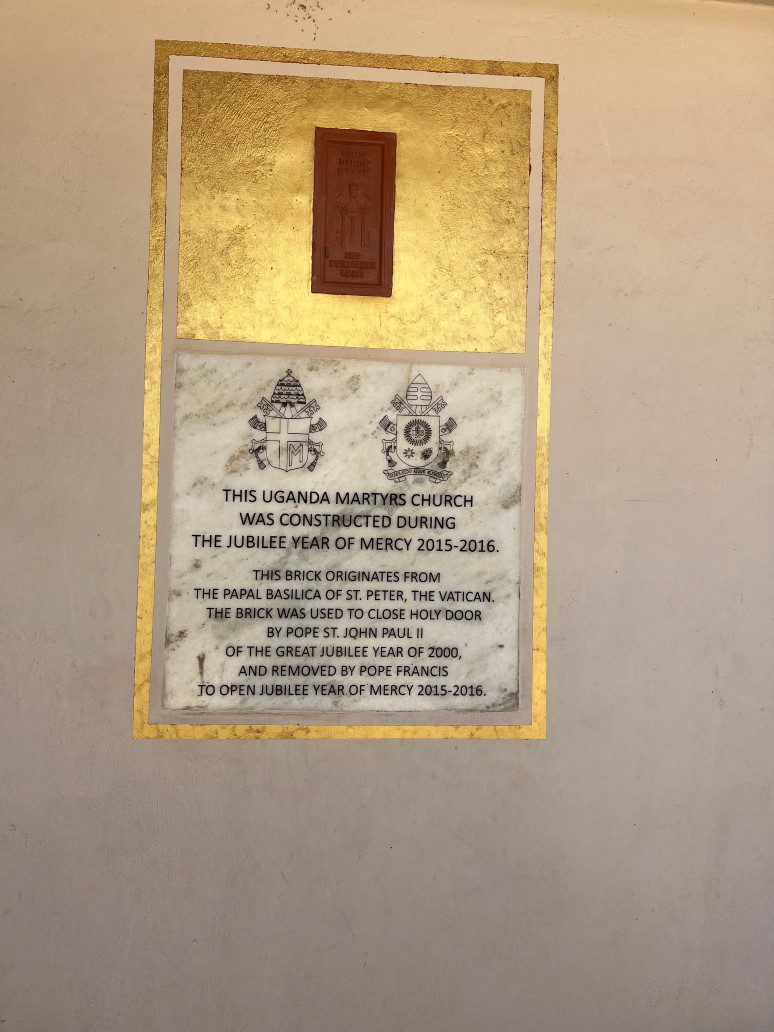 THIS UGANDA MARTYRS CHURCH
WAS CONSTRUCTED DURING
THE JUBILEE YEAR OF MERCY 2015-2016.
THIS BRICK ORIGINATES FROM
THE PAPAL BASILICA OF ST. PETER, THE VATICAN.
THE BRICK WAS USED TO CLOSE HOLY DOOR
BY POPE ST. JOHN PAUL II
OF THE GREAT JUBILEE YEAR OF 2000,
AND REMOVED BY POPE FRANCIS
TO OPEN JUBILEE YEAR OF MERCY 2015-2016.